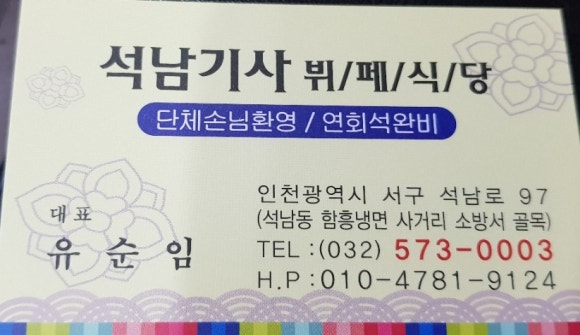 석남기사 뷔/페/식/당
단체손님환영 / 연회석완비
인천광역시 서구 석남로 97
(석남동 함흥냉면 사거리 소방서 골목)
대표
유 순 임
TEL : (032) 573-0003
H.P : 010-4781-9124